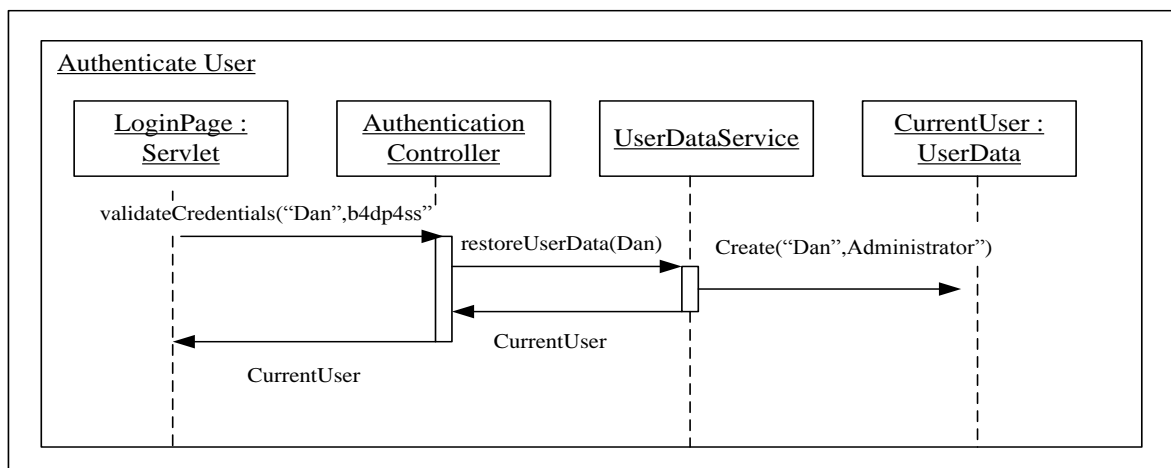 Authenticate User
LoginPage :
Servlet
Authentication
Controller
UserDataService
CurrentUser :
UserData
validateCredentials(“Dan”,b4dp4ss”
restoreUserData(Dan)
Create(“Dan”,Administrator”)
CurrentUser
CurrentUser